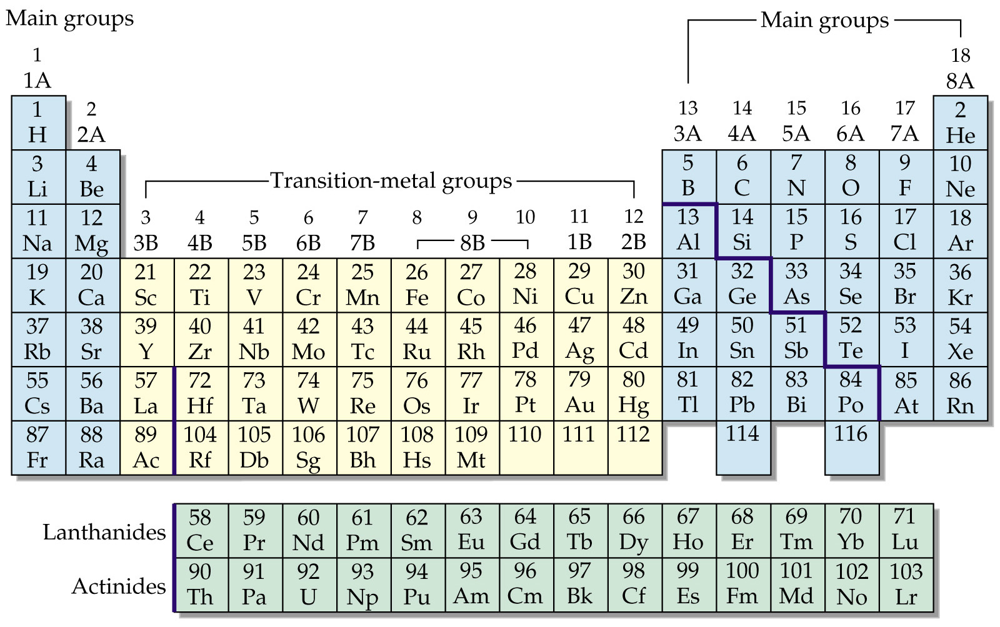 Main groups
Main groups
1
18
1A
8A
1 2 13 14 15 16 17 2
H 2A 3A 4A 5A 6A 7A He
3 4 5 6 7 8 9 10
Li Be B C N O F Ne
Transition-metal groups
11 12 3 4 5 6 7 8 9 10 11 12 13 14 15 16 17 18
Na Mg 3B 4B 5B 6B 7B 8B 1B 2B Al Si P S Cl Ar
19 20 21 22 23 24 25 26 27 28 29 30 31 32 33 34 35 36
K Ca Sc Ti V Cr Mn Fe Co Ni Cu Zn Ga Ge As Se Br Kr
37 38 39 40 41 42 43 44 45 46 47 48 49 50 51 52 53 54
Rb Sr Y Zr Nb Mo Tc Ru Rh Pd Ag Cd In Sn Sb Te I Xe
55 56 57 72 73 74 75 76 77 78 79 80 81 82 83 84 85 86
Cs Ba La Hf Ta W Re Os Ir Pt Au Hg Tl Pb Bi Po At Rn
87 88 89 104 105 106 107 108 109 110 111 112 114 116
Fr Ra Ac Rf Db Sg Bh Hs Mt
58 59 60 61 62 63 64 65 66 67 68 69 70 71
Lanthanides
Ce Pr Nd Pm Sm Eu Gd Tb Dy Ho Er Tm Yb Lu
90 91 92 93 94 95 96 97 98 99 100 101 102 103
Actinides
Th Pa U Np Pu Am Cm Bk Cf Es Fm Md No Lr